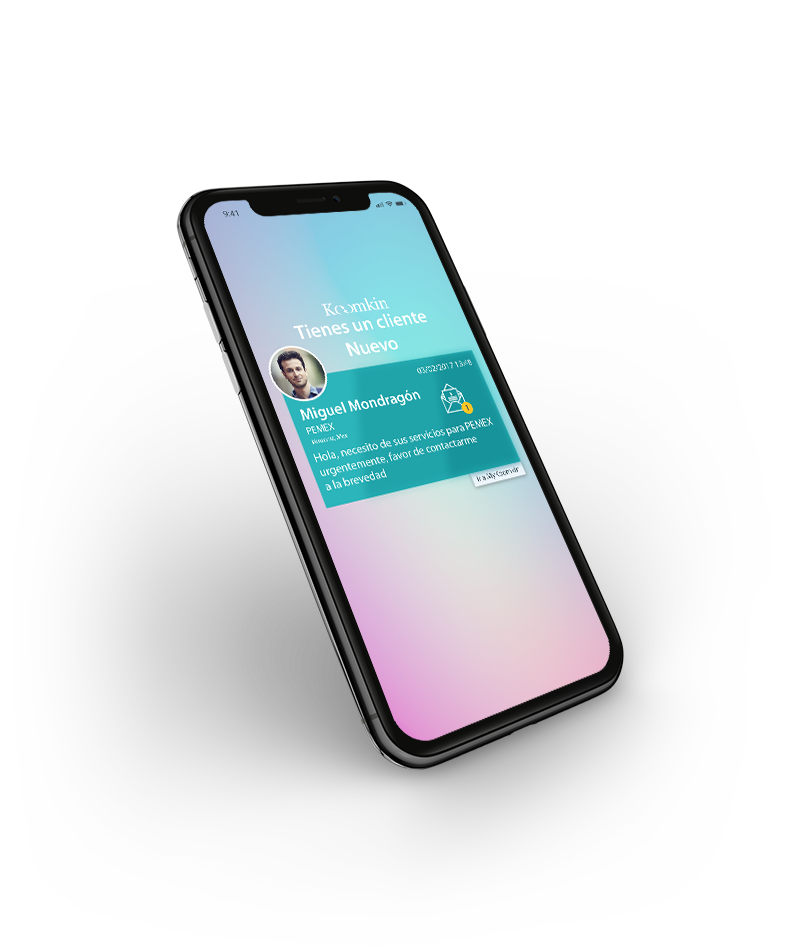 9:41
Koomkin
Tienes un cliente
Nuevo
03/02/2017 13:48
Miguel Mondragón
PEMEX
Hola, necesito de sus servicios para PEMEX
urgentemente, favor de contactarme
a la brevedad
Ir a My Koomkin